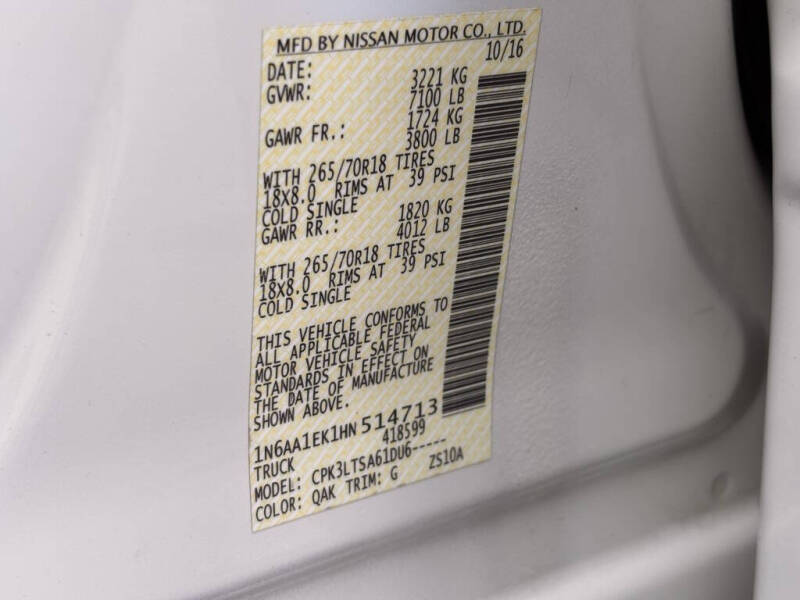 MFD BY NISSAN MOTOR CO., LTD.
DATE: 10/16
GVWR: 3221 KG
7100 LB
GAWR FR.: 1724 KG
3800 LB
WITH 265/70R18 TIRES
18X8.0 RIMS AT 39 PSI
COLD SINGLE
GAWR RR.: 1820 KG
4012 LB
WITH 265/70R18 TIRES
18X8.0 RIMS AT 39 PSI
COLD SINGLE
THIS VEHICLE CONFORMS TO
ALL APPLICABLE FEDERAL
MOTOR VEHICLE SAFETY
STANDARDS IN EFFECT ON
THE DATE OF MANUFACTURE
SHOWN ABOVE.
1N6AA1EK1HN514713
TRUCK 418599
MODEL: CPK3LTSA61DU6-----
COLOR: QAK TRIM: G ZS10A